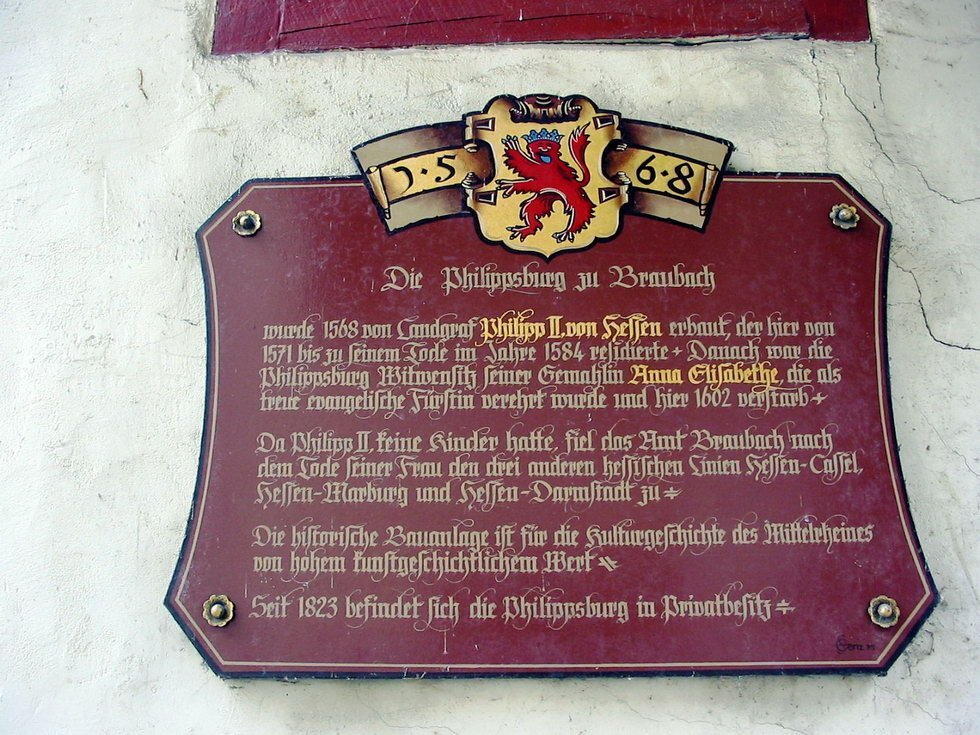 1·5 6·8
Die Philippsburg zu Braubach
wurde 1568 von Landgraf Philipp II. von Hessen erbaut, der hier von
1571 bis zu seinem Tode im Jahre 1584 residierte + Danach war die
Philippsburg Witwensitz seiner Gemahlin Anna Elisabethe, die als
treue evangelische Fürstin verehrt wurde und hier 1602 verstarb +
Da Philipp II. keine Kinder hatte, fiel das Amt Braubach nach
dem Tode seiner Frau den drei anderen hessischen Linien Hessen-Cassel,
Hessen-Marburg und Hessen-Darmstadt zu +
Die historische Bauanlage ist für die Kulturgeschichte des Mittelrheines
von hohem kunstgeschichtlichem Wert
Seit 1823 befindet sich die Philippsburg in Privatbesitz +